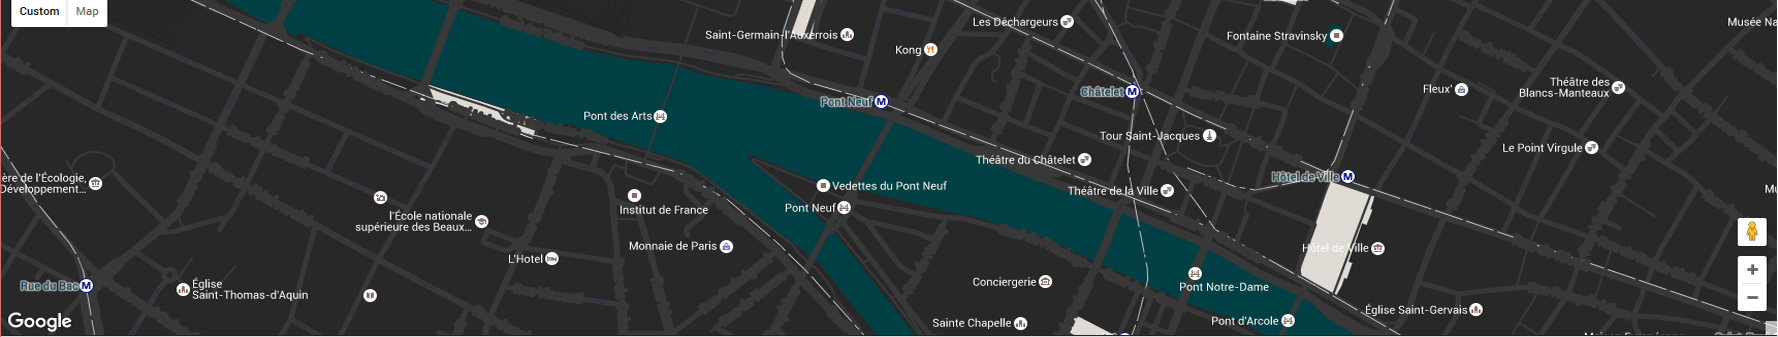 Custom Map
Les Déchargeurs
Musée Na
Saint-Germain-l'Auxerrois
Fontaine Stravinsky
Kong
Théâtre des
Blancs-Manteaux
Fleux'
Châtelet M
Pont Neuf M
Pont des Arts
Tour Saint-Jacques
Le Point Virgule
Théâtre du Châtelet
Hôtel de Ville M
ère de l'Écologie,
Développement...
Vedettes du Pont Neuf
Théâtre de la Ville
Mu
Institut de France
Pont Neuf
l'École nationale
supérieure des Beaux...
Monnaie de Paris
Hôtel de Ville
L'Hotel
Rue du Bac M
Église
Saint-Thomas-d'Aquin
Conciergerie
Pont Notre-Dame
Google
Sainte Chapelle
Pont d'Arcole
Église Saint-Gervais